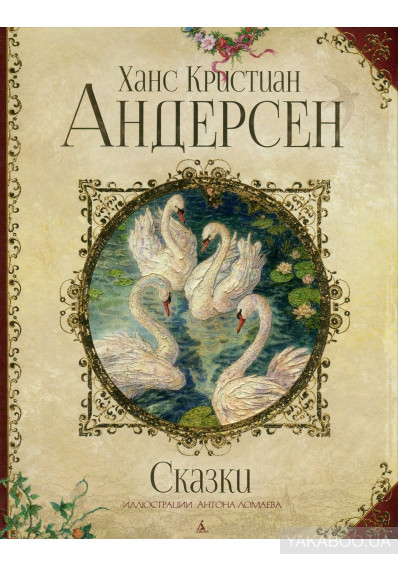 Ханс Кристиан
Андерсен
Сказки
ИЛЛЮСТРАЦИИ АНТОНА ЛОМАЕВА
YAKABOO.UA